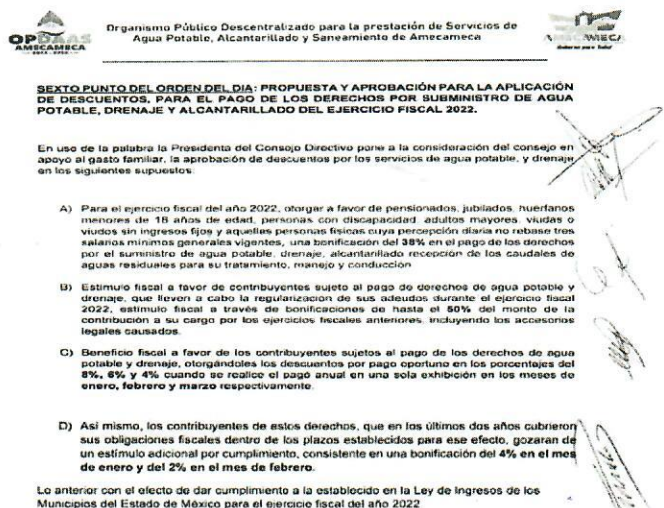 OPDAAS
AMECAMECA
Organismo Público Descentralizado para la prestación de Servicios de
Agua Potable, Alcantarillado y Saneamiento de Amecameca
SEXTO PUNTO DEL ORDEN DEL DIA: PROPUESTA Y APROBACIÓN PARA LA APLICACIÓN
DE DESCUENTOS, PARA EL PAGO DE LOS DERECHOS POR SUBMINISTRO DE AGUA
POTABLE, DRENAJE Y ALCANTARILLADO DEL EJERCICIO FISCAL 2022.
En uso de la palabra la Presidenta del Consejo Directivo pone a la consideración del consejo en
apoyo al gasto familiar, la aprobación de descuentos por los servicios de agua potable, y drenaje
en los siguientes supuestos:
A) Para el ejercicio fiscal del año 2022, otorgar a favor de pensionados, jubilados, huérfanos
menores de 18 años de edad, personas con discapacidad, adultos mayores, viudas o
viudos sin ingresos fijos y aquellas personas físicas cuya percepción diaria no rebase tres
salarios mínimos generales vigentes, una bonificación del 38% en el pago de los derechos
por el suministro de agua potable, drenaje, alcantarillado recepción de los caudales de
aguas residuales para su tratamiento, manejo y conducción
B) Estímulo fiscal a favor de contribuyentes sujeto al pago de derechos de agua potable y
drenaje, que lleven a cabo la regularización de sus adeudos durante el ejercicio fiscal
2022, estímulo fiscal a través de bonificaciones de hasta el 50% del monto de la
contribución a su cargo por los ejercicios fiscales anteriores, incluyendo los accesorios
legales causados.
C) Beneficio fiscal a favor de los contribuyentes sujetos al pago de los derechos de agua
potable y drenaje, otorgándoles los descuentos por pago oportuno en los porcentajes del
8%, 6% y 4% cuando se realice el pago anual en una sola exhibición en los meses de
enero, febrero y marzo respectivamente.
D) Así mismo, los contribuyentes de estos derechos, que en los últimos dos años cubrieron
sus obligaciones fiscales dentro de los plazos establecidos para ese efecto, gozaran de
un estímulo adicional por cumplimiento, consistente en una bonificación del 4% en el mes
de enero y del 2% en el mes de febrero.
Lo anterior con el efecto de dar cumplimiento a la establecido en la Ley de Ingresos de los
Municipios del Estado de México para el ejercicio fiscal del año 2022